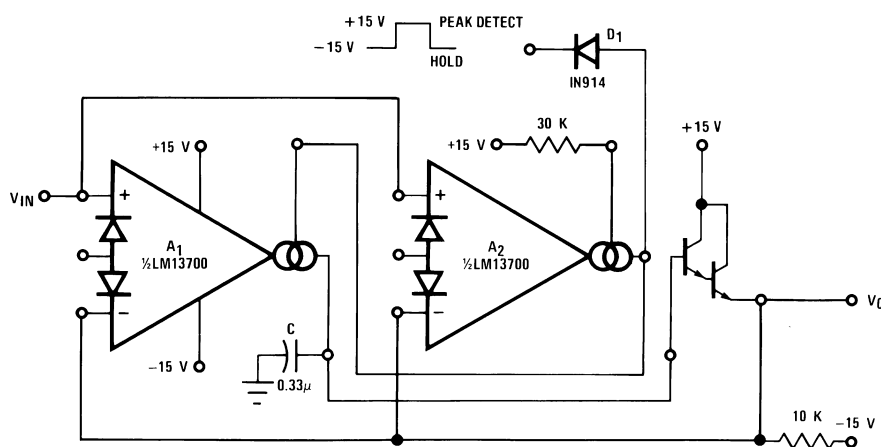 +15 V
PEAK DETECT
−15 V
HOLD
D1
IN914
+15 V
+15 V
30 K
+15 V
VIN
+
A1
½LM13700
−
−15 V
+
A2
½LM13700
−
C
0.33µ
10 K
−15 V